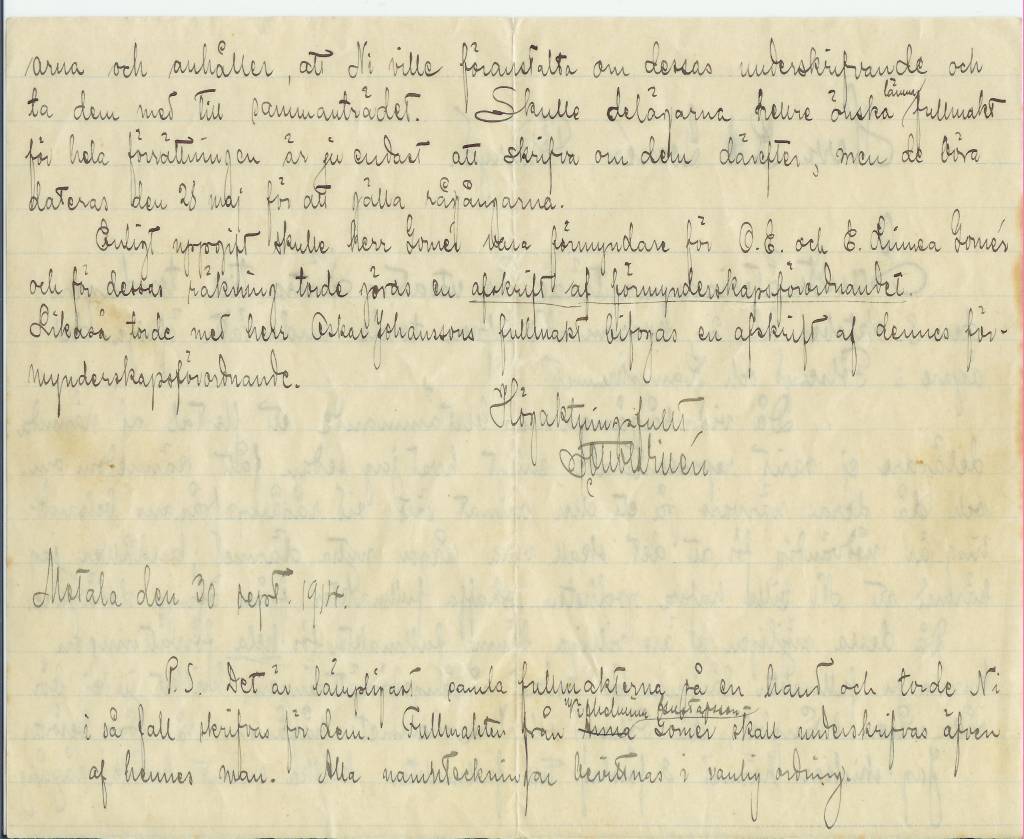 arna och anhåller, att Ni ville föranstalta om dessas underskrifvande och
ta dem med till sammanträdet. Skulle delägarna hellre önska lämna fullmakt
för hela förrättningen är ju endast att skrifva om dem därefter, men de böra
dateras den 28 maj för att gälla rågångarna.
Enligt uppgift skulle herr Gomér vara förmyndare för O.E. och E. Linnea Gomér
och för dessas räkning torde göras en afskrift af förmynderskapsförordnandet.
Likaså torde med herr Oskar Johanssons fullmakt bifogas en afskrift af dennes för-
mynderskapsförordnande.
Högaktningsfullt
Motala den 30 sept. 1914.
P.S. Det är lämpligast samla fullmakterna på en hand och torde Ni
i så fall skrifvas för dem. Fullmakten från Anna Wilhelmina Gustafsson Gomér skall underskrifvas äfven
af hennes man. Alla namnteckningar bevittnas i vanlig ordning.